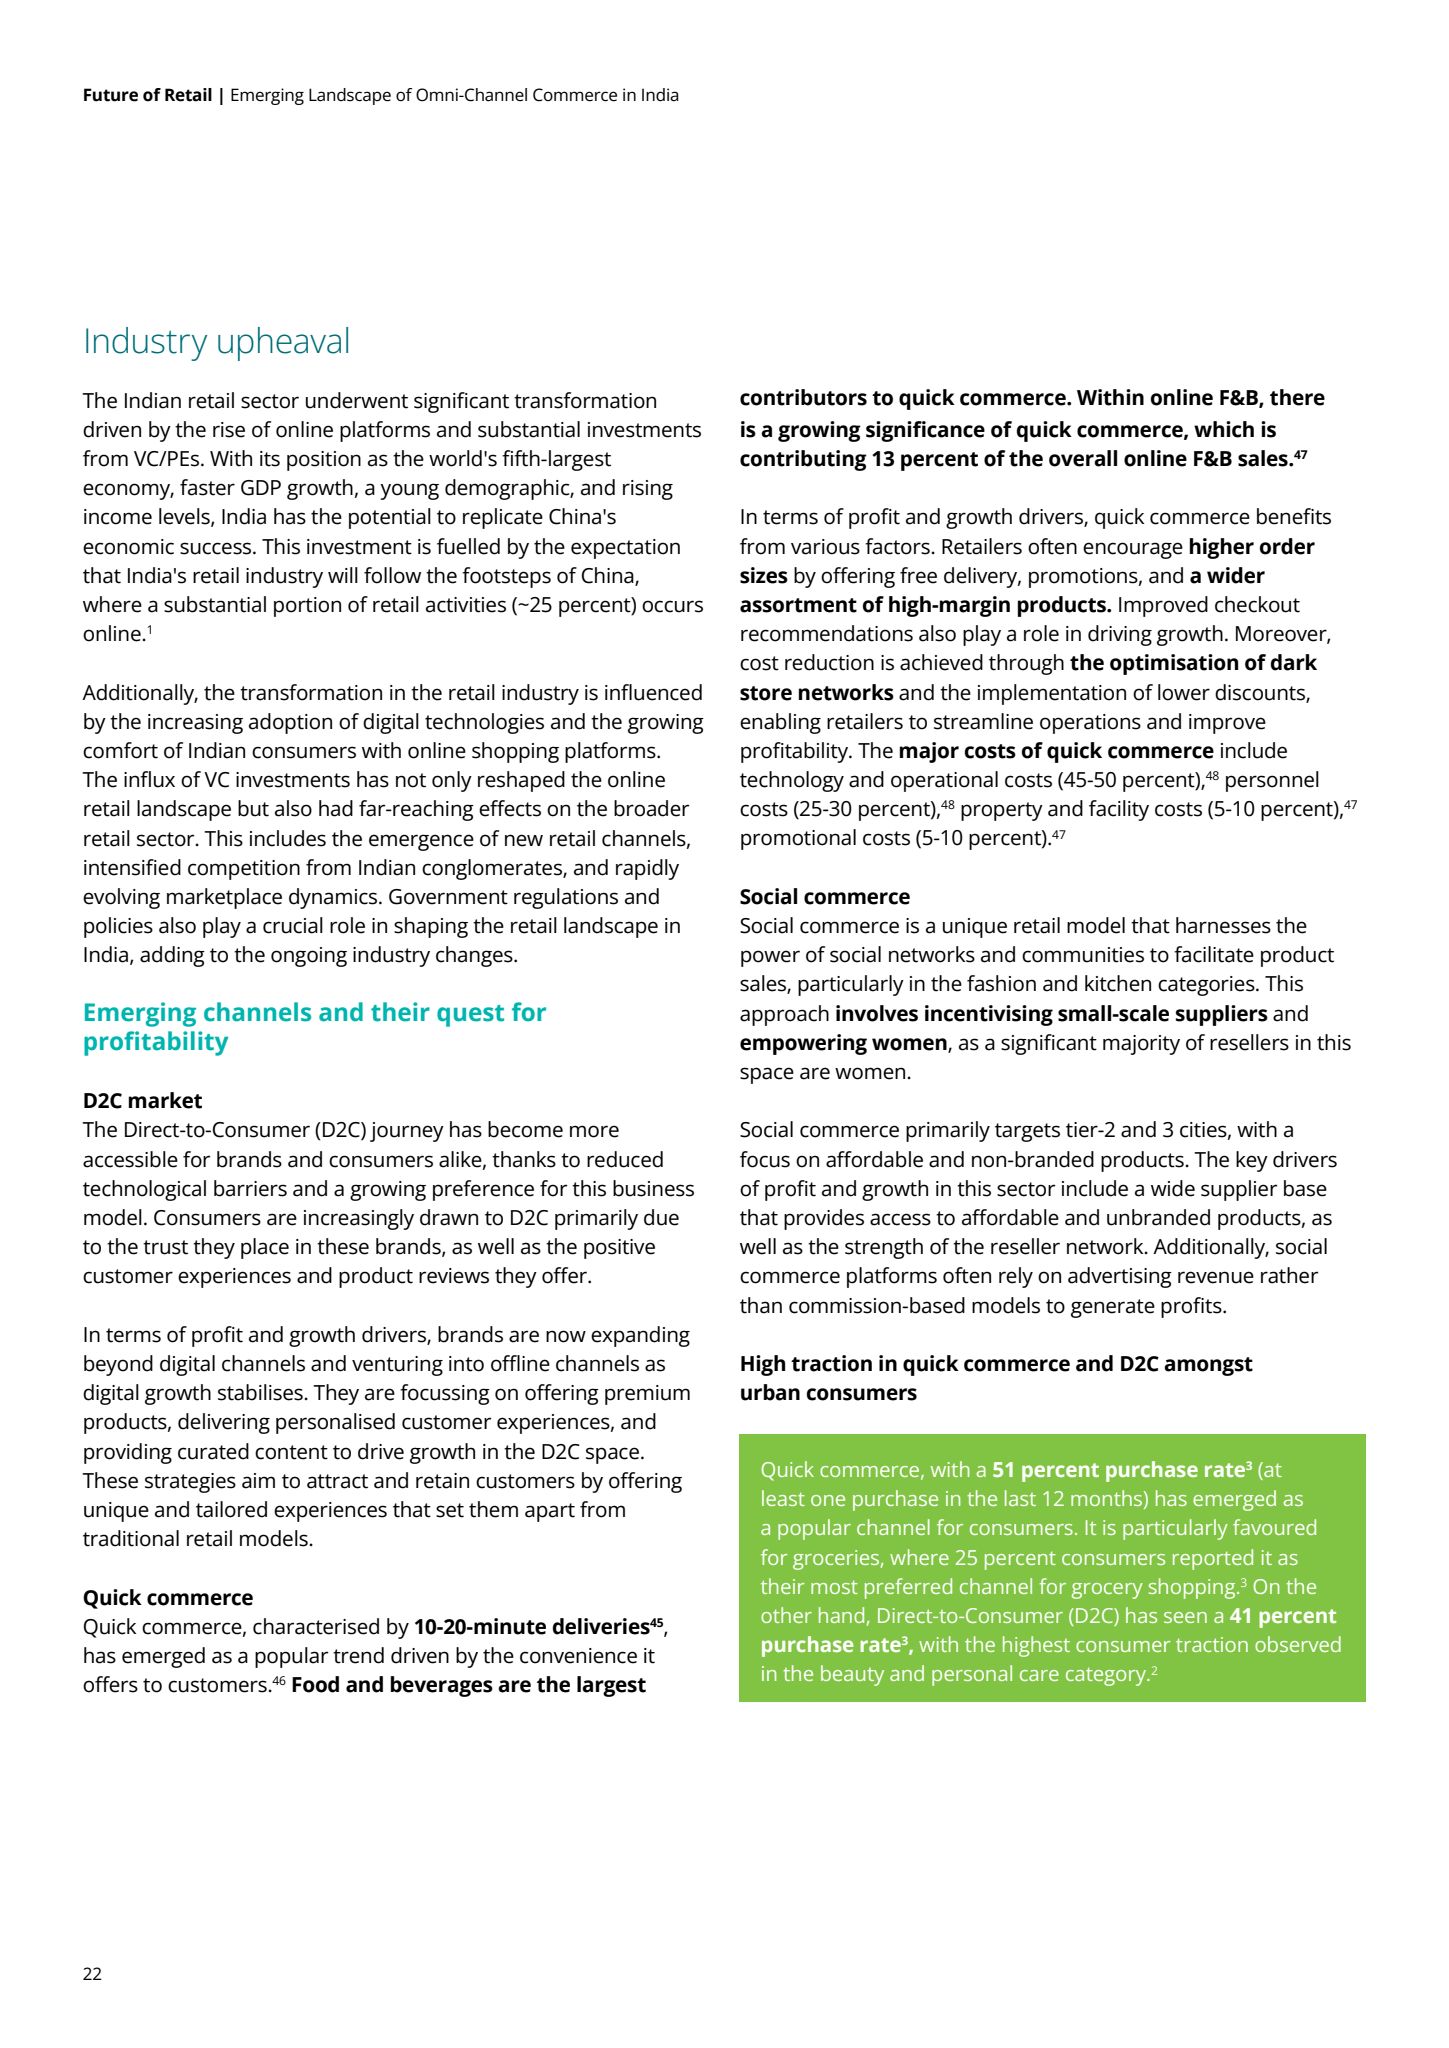 Future of Retail | Emerging Landscape of Omni-Channel Commerce in India
Industry upheaval
The Indian retail sector underwent significant transformation
driven by the rise of online platforms and substantial investments
from VC/PEs. With its position as the world's fifth-largest
economy, faster GDP growth, a young demographic, and rising
income levels, India has the potential to replicate China's
economic success. This investment is fuelled by the expectation
that India's retail industry will follow the footsteps of China,
where a substantial portion of retail activities (~25 percent) occurs
online.1
Additionally, the transformation in the retail industry is influenced
by the increasing adoption of digital technologies and the growing
comfort of Indian consumers with online shopping platforms.
The influx of VC investments has not only reshaped the online
retail landscape but also had far-reaching effects on the broader
retail sector. This includes the emergence of new retail channels,
intensified competition from Indian conglomerates, and rapidly
evolving marketplace dynamics. Government regulations and
policies also play a crucial role in shaping the retail landscape in
India, adding to the ongoing industry changes.
Emerging channels and their quest for
profitability
D2C market
The Direct-to-Consumer (D2C) journey has become more
accessible for brands and consumers alike, thanks to reduced
technological barriers and a growing preference for this business
model. Consumers are increasingly drawn to D2C primarily due
to the trust they place in these brands, as well as the positive
customer experiences and product reviews they offer.
In terms of profit and growth drivers, brands are now expanding
beyond digital channels and venturing into offline channels as
digital growth stabilises. They are focussing on offering premium
products, delivering personalised customer experiences, and
providing curated content to drive growth in the D2C space.
These strategies aim to attract and retain customers by offering
unique and tailored experiences that set them apart from
traditional retail models.
Quick commerce
Quick commerce, characterised by 10-20-minute deliveries45,
has emerged as a popular trend driven by the convenience it
offers to customers.46 Food and beverages are the largest
contributors to quick commerce. Within online F&B, there
is a growing significance of quick commerce, which is
contributing 13 percent of the overall online F&B sales.47
In terms of profit and growth drivers, quick commerce benefits
from various factors. Retailers often encourage higher order
sizes by offering free delivery, promotions, and a wider
assortment of high-margin products. Improved checkout
recommendations also play a role in driving growth. Moreover,
cost reduction is achieved through the optimisation of dark
store networks and the implementation of lower discounts,
enabling retailers to streamline operations and improve
profitability. The major costs of quick commerce include
technology and operational costs (45-50 percent),48 personnel
costs (25-30 percent),48 property and facility costs (5-10 percent),47
promotional costs (5-10 percent).47
Social commerce
Social commerce is a unique retail model that harnesses the
power of social networks and communities to facilitate product
sales, particularly in the fashion and kitchen categories. This
approach involves incentivising small-scale suppliers and
empowering women, as a significant majority of resellers in this
space are women.
Social commerce primarily targets tier-2 and 3 cities, with a
focus on affordable and non-branded products. The key drivers
of profit and growth in this sector include a wide supplier base
that provides access to affordable and unbranded products, as
well as the strength of the reseller network. Additionally, social
commerce platforms often rely on advertising revenue rather
than commission-based models to generate profits.
High traction in quick commerce and D2C amongst
urban consumers
Quick commerce, with a 51 percent purchase rate3 (at
least one purchase in the last 12 months) has emerged as
a popular channel for consumers. It is particularly favoured
for groceries, where 25 percent consumers reported it as
their most preferred channel for grocery shopping.3 On the
other hand, Direct-to-Consumer (D2C) has seen a 41 percent
purchase rate3, with the highest consumer traction observed
in the beauty and personal care category.2
22